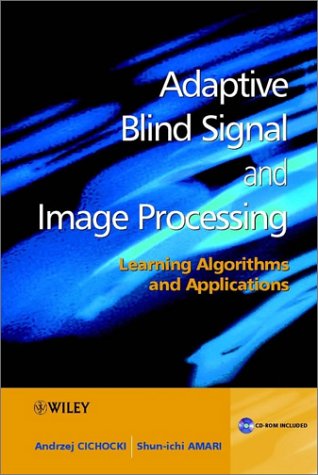 Adaptive
Blind Signal
and
Image Processing
Learning Algorithms
and Applications
WILEY
CD-ROM INCLUDED
Andrzej CICHOCKI
Shun-ichi AMARI